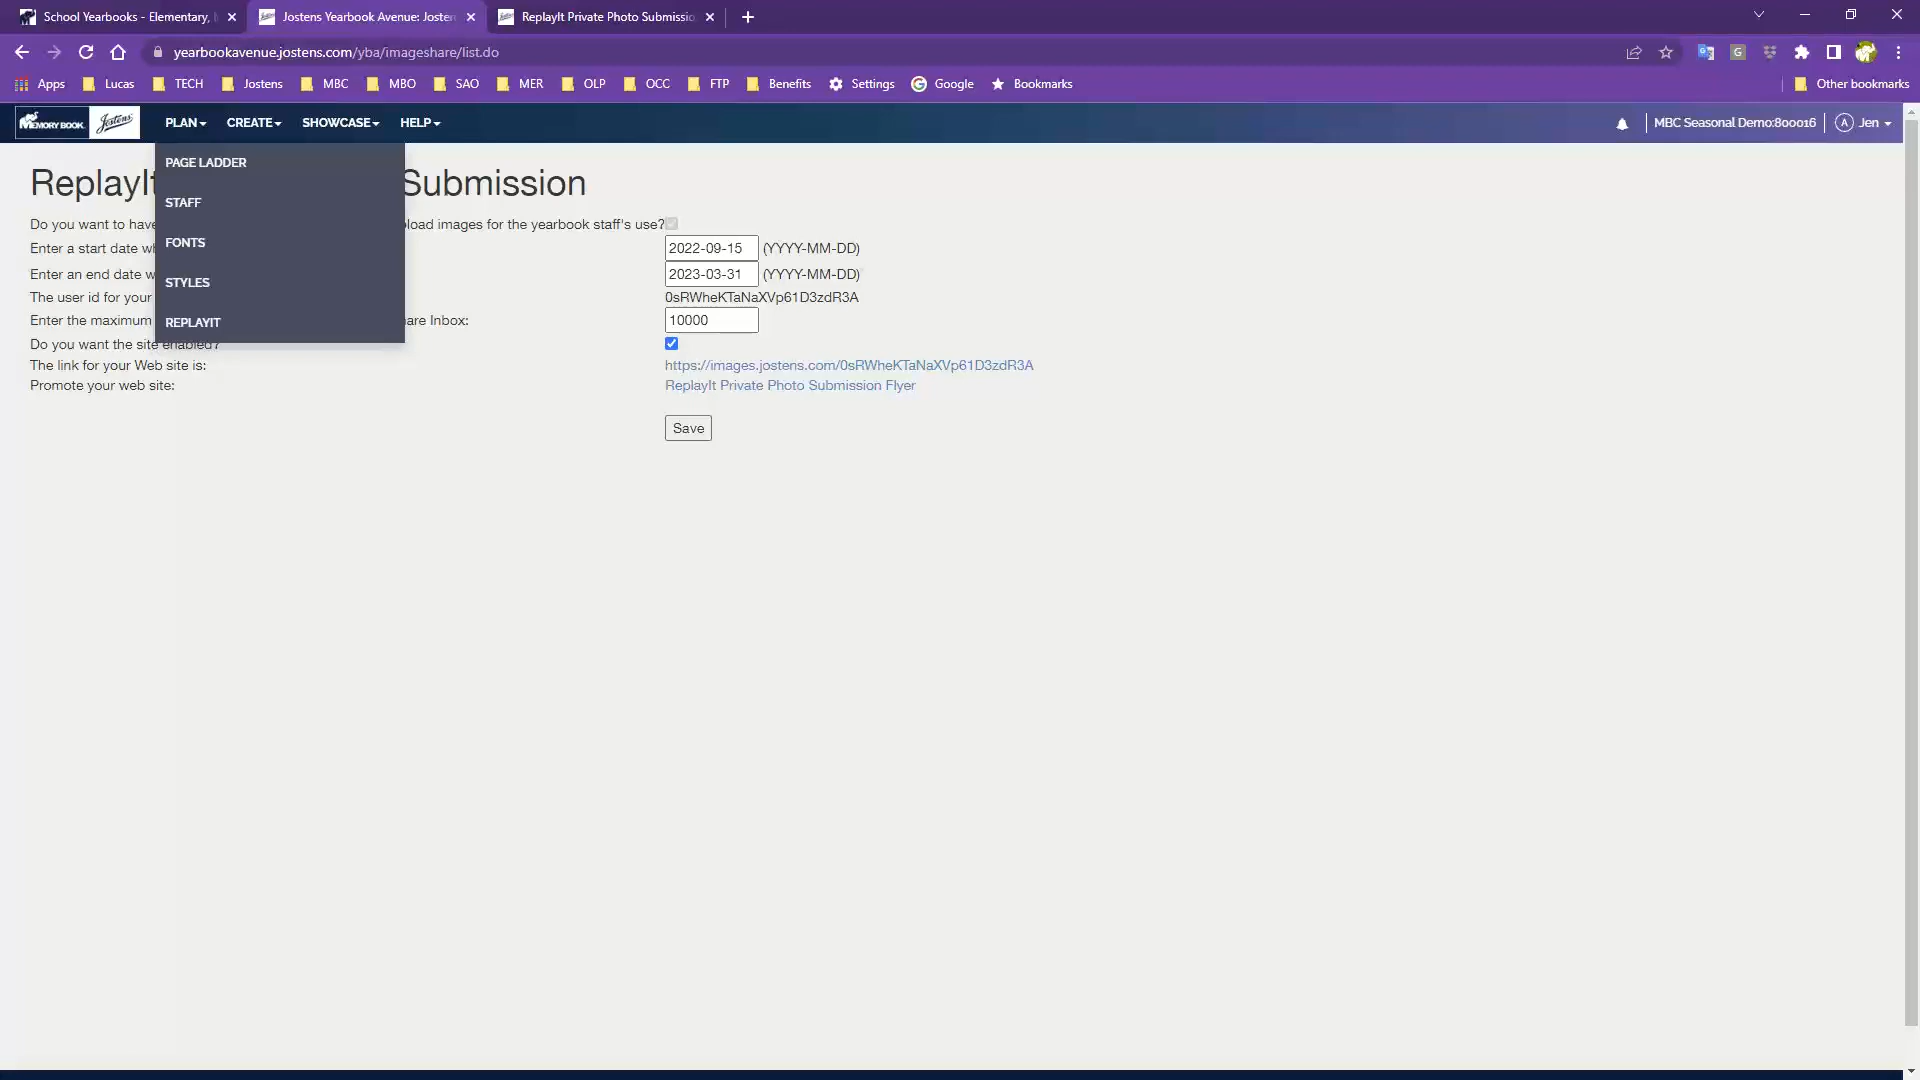 School Yearbooks - Elementary,
Jostens Yearbook Avenue: Josten
ReplayIt Private Photo Submissio
yearbookavenue.jostens.com/yba/imageshare/list.do
Apps
Lucas
TECH
Jostens
MBC
MBO
SAO
MER
OLP
OCC
FTP
Benefits
Settings
Google
Bookmarks
Other bookmarks
MEMORY BOOK
Jostens
PLAN
CREATE
SHOWCASE
HELP
MBC Seasonal Demo:800016
A
Jen
PAGE LADDER
STAFF
FONTS
STYLES
REPLAYIT
ReplayIt Submission
Do you want to have load images for the yearbook staff's use?
Enter a start date wh 2022-09-15 (YYYY-MM-DD)
Enter an end date w 2023-03-31 (YYYY-MM-DD)
The user id for your 0sRWheKTaNaXVp61D3zdR3A
Enter the maximum are Inbox: 10000
Do you want the site enabled?
The link for your Web site is: https://images.jostens.com/0sRWheKTaNaXVp61D3zdR3A
Promote your web site: ReplayIt Private Photo Submission Flyer
Save